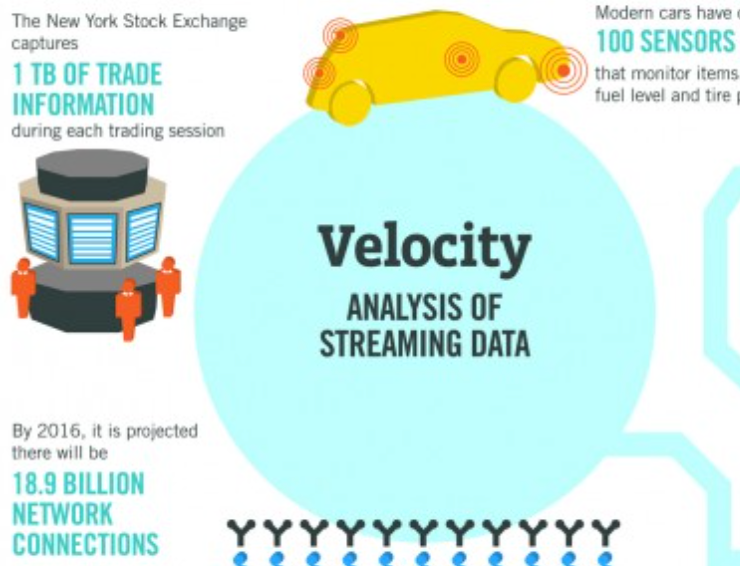 The New York Stock Exchange
captures
1 TB OF TRADE
INFORMATION
during each trading session
Modern cars have
100 SENSORS
that monitor items
fuel level and tire
Velocity
ANALYSIS OF
STREAMING DATA
By 2016, it is projected
there will be
18.9 BILLION
NETWORK
CONNECTIONS